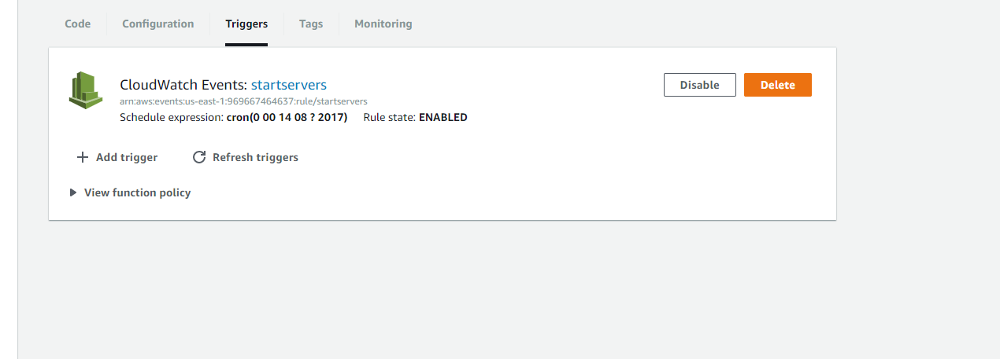 Code Configuration Triggers Tags Monitoring
CloudWatch Events: startservers Disable Delete
arn:aws:events:us-east-1:969667464637:rule/startservers
Schedule expression: cron(0 00 14 08 ? 2017) Rule state: ENABLED
Add trigger Refresh triggers
View function policy